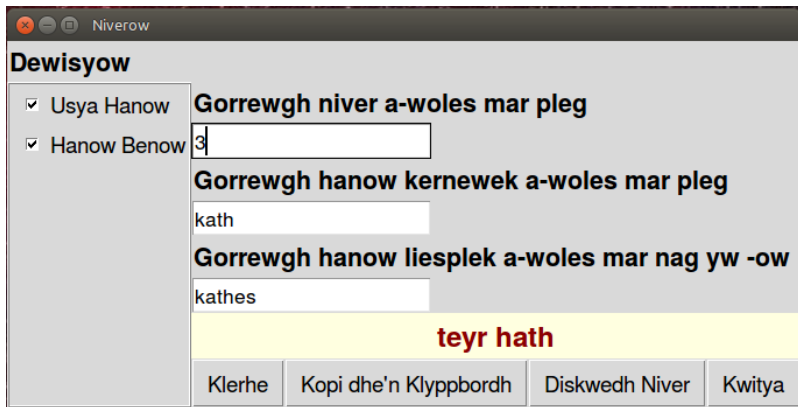 Niverow
Dewisyow
Usya Hanow
Hanow Benow
Gorrewgh niver a-woles mar pleg
3
Gorrewgh hanow kernewek a-woles mar pleg
kath
Gorrewgh hanow liesplek a-woles mar nag yw -ow
kathes
teyr hath
Klerhe Kopi dhe'n Klyppbordh Diskwedh Niver Kwitya